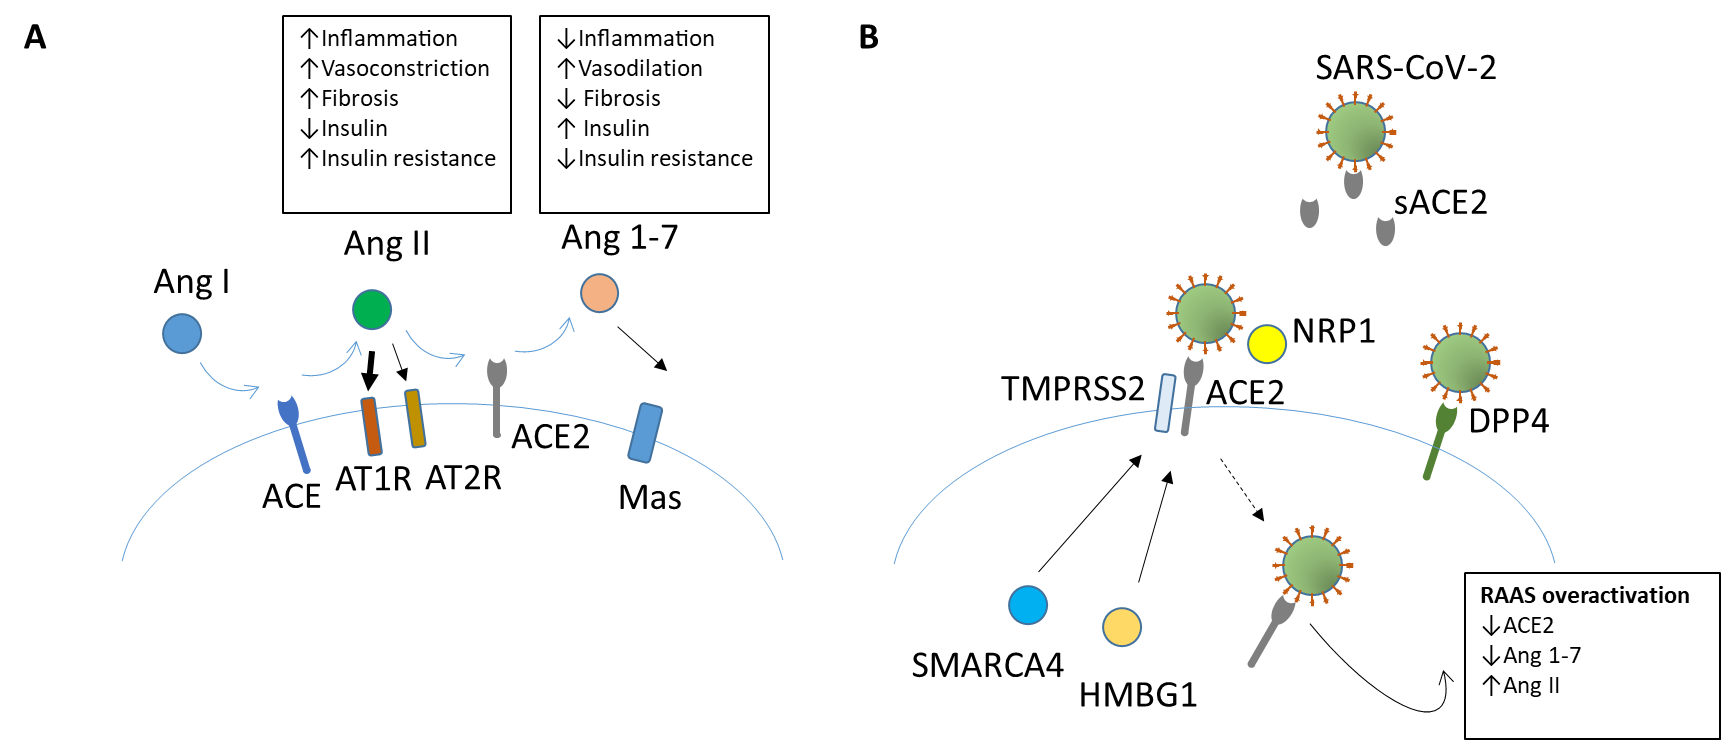 A
↑Inflammation
↑Vasoconstriction
↑Fibrosis
↓Insulin
↑Insulin resistance
↓Inflammation
↑Vasodilation
↓ Fibrosis
↑ Insulin
↓Insulin resistance
Ang I
Ang II
Ang 1-7
ACE
AT1R
AT2R
ACE2
Mas
B
SARS-CoV-2
sACE2
NRP1
TMPRSS2
ACE2
DPP4
SMARCA4
HMBG1
RAAS overactivation
↓ACE2
↓Ang 1-7
↑Ang II